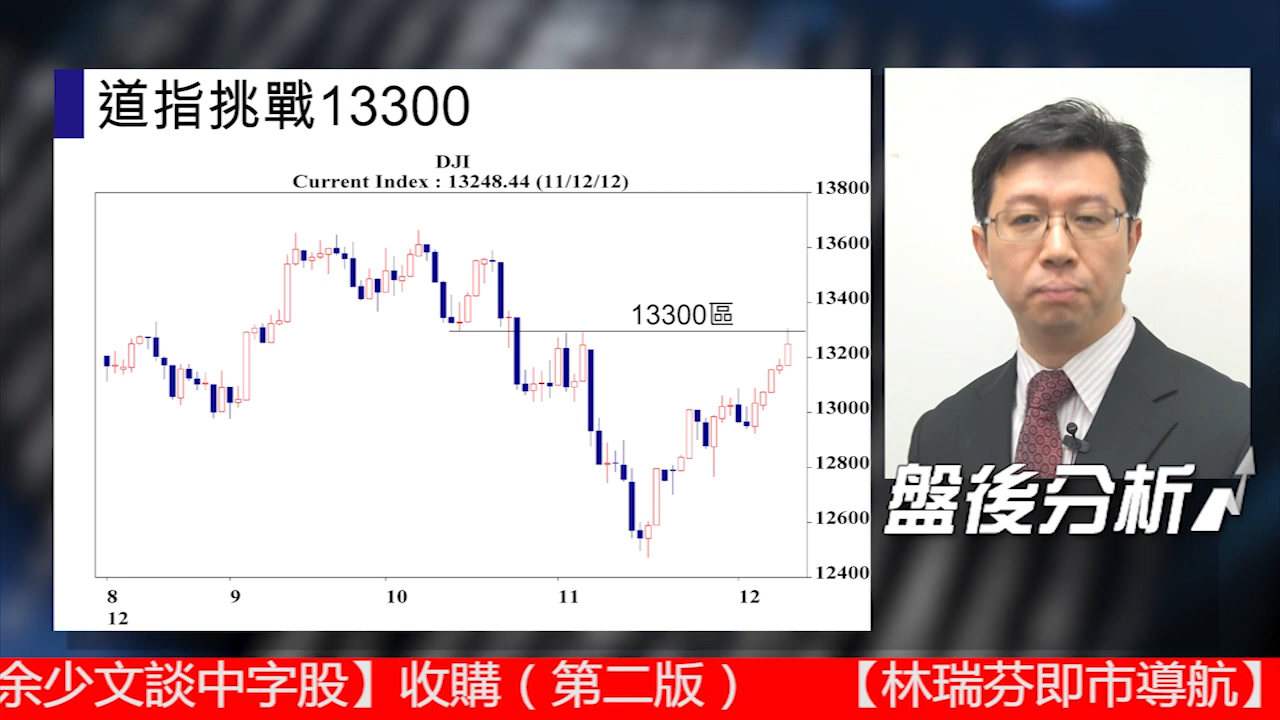 道指挑戰13300
DJI
Current Index : 13248.44 (11/12/12)
13800
13600
13400
13300區
13200
13000
12800
12600
12400
8
9
10
11
12
12
盤後分析
余少文談中字股】收購（第二版）
【林瑞芬即市導航】